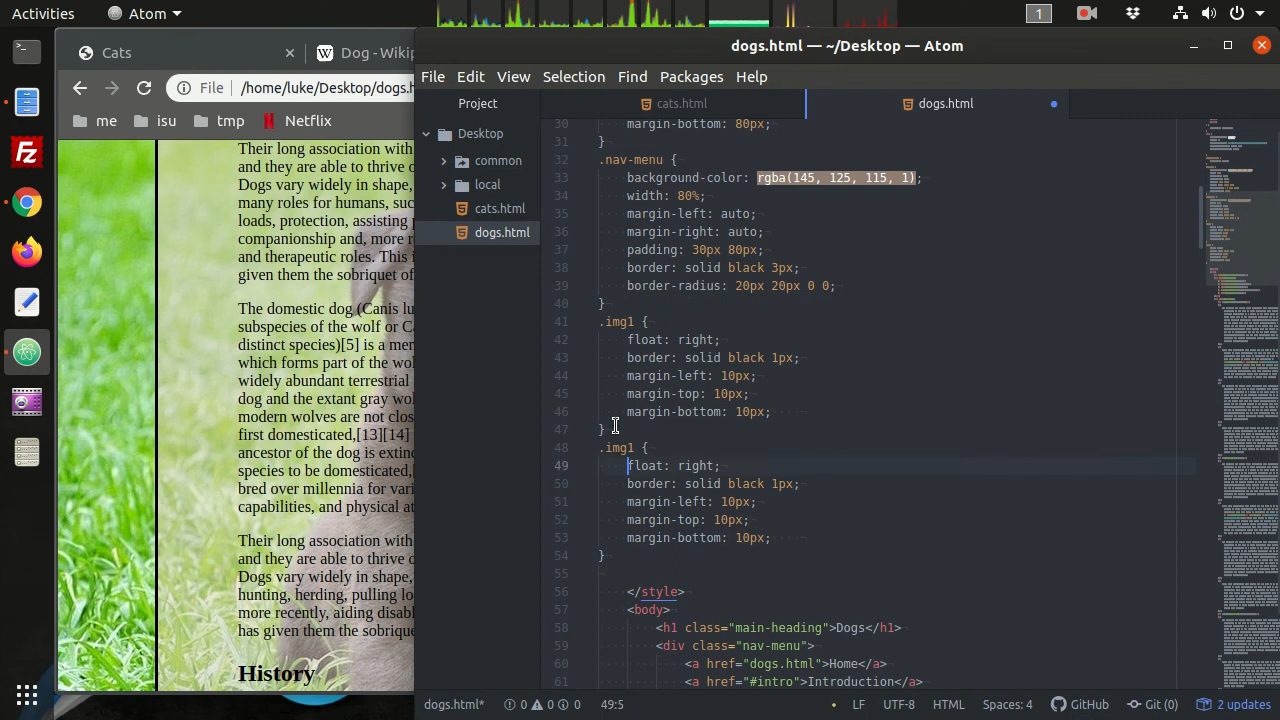 Activities
Atom
1
Cats
Dog - Wikip
File
/home/luke/Desktop/dogs.h
me
isu
tmp
Netflix
Their long association with
and they are able to thrive o
Dogs vary widely in shape,
many roles for humans, suc
loads, protection, assisting p
companionship and, more r
and therapeutic roles. This i
given them the sobriquet of
The domestic dog (Canis lu
subspecies of the wolf or C
distinct species)[5] is a mem
which forms part of the wo
widely abundant terrestrial
dog and the extant gray wo
modern wolves are not clos
first domesticated,[13][14]
ancestor of the dog is extin
species to be domesticated,
bred over millennia for vari
capabilities, and physical at
Their long association with
and they are able to thrive o
Dogs vary widely in shape,
hunting, herding, pulling lo
more recently, aiding disabl
has given them the sobrique
History
dogs.html — ~/Desktop — Atom
File Edit View Selection Find Packages Help
Project
cats.html
dogs.html
Desktop
common
local
cats.h
dogs.html
30 margin-bottom: 80px;
31 }
32 .nav-menu {
33 background-color: rgba(145, 125, 115, 1);
34 width: 80%;
35 margin-left: auto;
36 margin-right: auto;
37 padding: 30px 80px;
38 border: solid black 3px;
39 border-radius: 20px 20px 0 0;
40 }
41 .img1 {
42 float: right;
43 border: solid black 1px;
44 margin-left: 10px;
45 margin-top: 10px;
46 margin-bottom: 10px;
47 }
48 .img1 {
49 float: right;
50 border: solid black 1px;
51 margin-left: 10px;
52 margin-top: 10px;
53 margin-bottom: 10px;
54 }
55
56 </style>
57 <body>
58 <h1 class="main-heading">Dogs</h1>
59 <div class="nav-menu">
60 <a href="dogs.html">Home</a>
61 <a href="#intro">Introduction</a>
dogs.html* 0 0 0 49:5
LF UTF-8 HTML Spaces: 4 GitHub Git (0) 2 updates